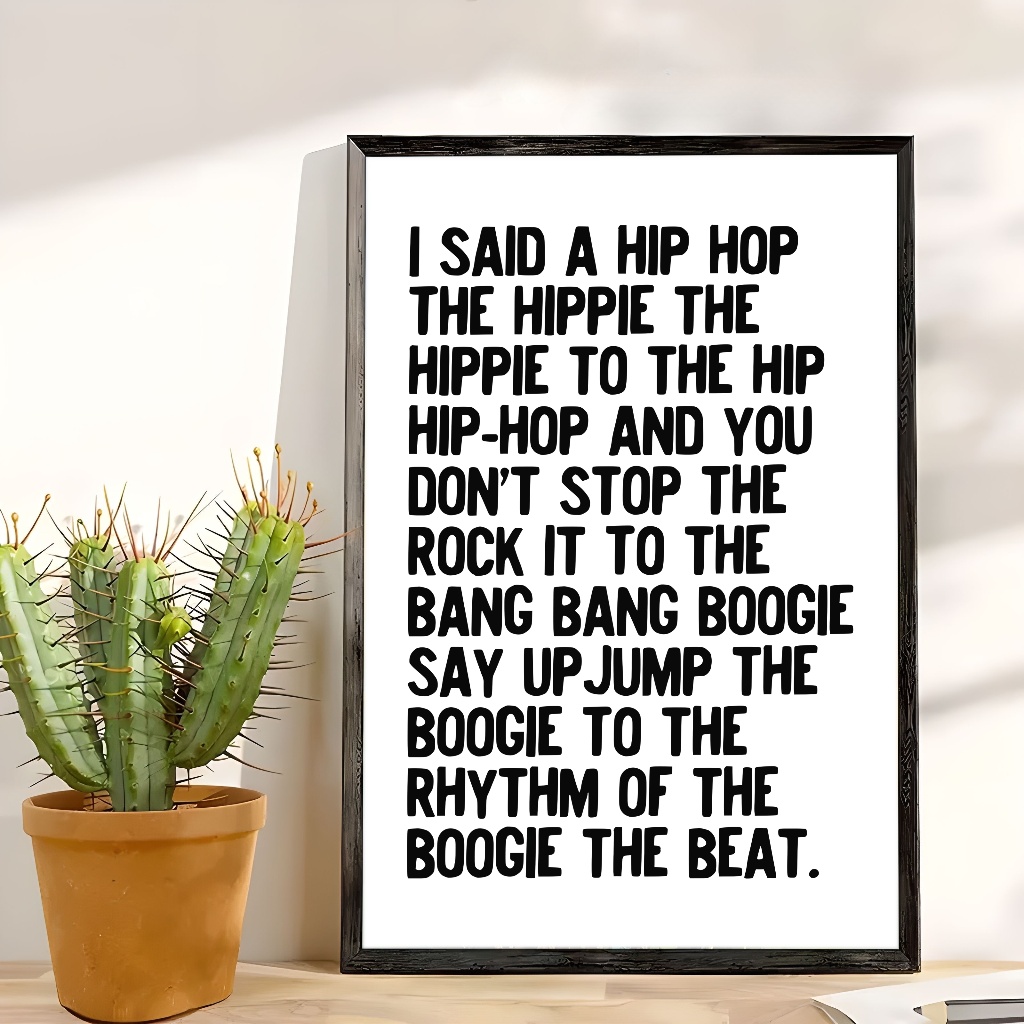 I SAID A HIP HOP
THE HIPPIE THE
HIPPIE TO THE HIP
HIP-HOP AND YOU
DON'T STOP THE
ROCK IT TO THE
BANG BANG BOOGIE
SAY UPJUMP THE
BOOGIE TO THE
RHYTHM OF THE
BOOGIE THE BEAT.